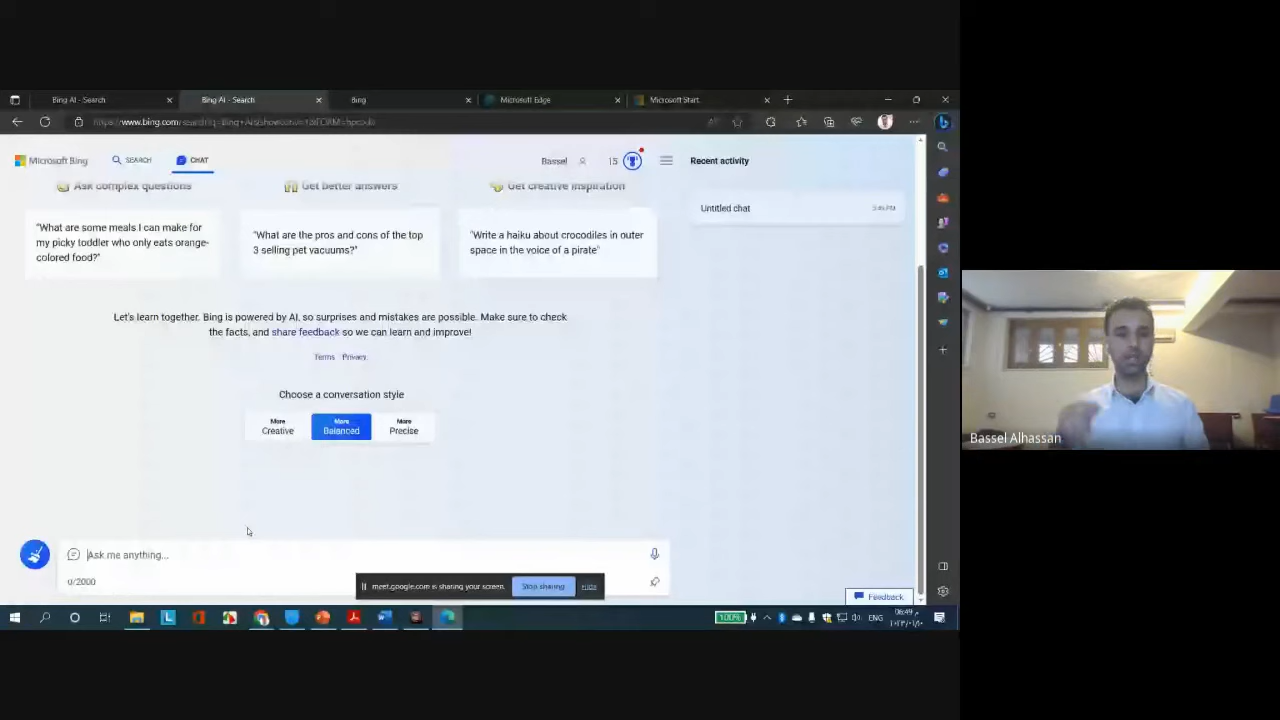 Bing AI - Search
Bing AI - Search
Bing
Microsoft Edge
Microsoft Start
Microsoft Bing
SEARCH
CHAT
Bassel
15
Recent activity
Ask complex questions
Get better answers
Get creative inspiration
Untitled chat
"What are some meals I can make for
my picky toddler who only eats orange-
colored food?"
"What are the pros and cons of the top
3 selling pet vacuums?"
"Write a haiku about crocodiles in outer
space in the voice of a pirate"
Let's learn together. Bing is powered by AI, so surprises and mistakes are possible. Make sure to check
the facts, and share feedback so we can learn and improve!
Terms Privacy
Choose a conversation style
More
Creative
More
Balanced
More
Precise
Ask me anything...
0/2000
meet.google.com is sharing your screen.
Stop sharing
Hide
Feedback
100%
ENG
06:49
Bassel Alhassan